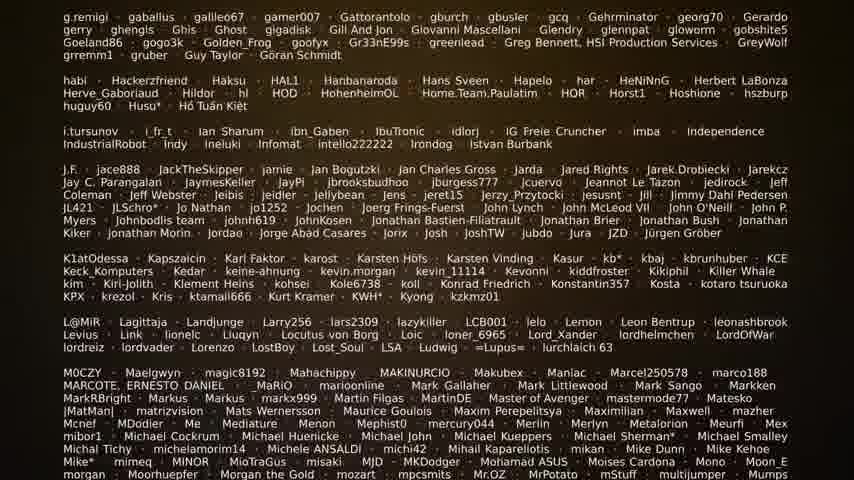 g.remigi · gaballus · galileo67 · gamer007 · Gattorantolo · gburch · gbusler · gcq · Gehrminator · georg70 · Gerardo
gerry · ghengis · Ghis · Ghost · gigadisk · Gill And Jon · Giovanni Mascellani · Glendry · glennpat · gloworm · gobshite5
Goeland86 · gogo3k · Golden_Frog · goofyx · Gr33nE99s · greenlead · Greg Bennett, HSI Production Services · GreyWolf
grremm1 · gruber · Guy Taylor · Göran Schmidt
habi · Hackerzfriend · Haksu · HAL1 · Hanbanaroda · Hans Sveen · Hapelo · har · HeNiNnG · Herbert LaBonza
Herve_Gaboriaud · Hildor · hl · HOD · HohenheimOL · Home.Team.Paulatim · HOR · Horst1 · Hoshione · hszburp
huguy60 · Husu* · Hồ Tuấn Kiệt
i.tursunov · i_fr_t · Ian Sharum · ibn_Gaben · IbuTronic · idlorj · IG Freie Cruncher · imba · Independence
IndustrialRobot · Indy · Ineluki · Infomat · intello222222 · Irondog · Istvan Burbank
J.F. · jace888 · JackTheSkipper · jamie · Jan Bogutzki · Jan Charles Gross · Jarda · Jared Rights · Jarek.Drobiecki · Jarekcz
Jay C. Parangalan · JaymesKeller · JayPi · jbrooksbudhoo · jburgess777 · Jcuervo · Jeannot Le Tazon · jedirock · Jeff
Coleman · Jeff Webster · Jeibis · jeidler · Jellybean · Jens · jeret15 · Jerzy_Przytocki · jesusnt · Jill · Jimmy Dahl Pedersen
JL421 · JLSchro* · Jo Nathan · jo1252 · Jochen · Joerg Frings-Fuerst · John Lynch · John McLeod VII · John O'Neill · John P.
Myers · Johnbodlis team · johnh619 · JohnKosen · Jonathan Bastien-Filiatrault · Jonathan Brier · Jonathan Bush · Jonathan
Kiker · jonathan Morin · Jordao · Jorge Abad Casares · Jorix · Josh · JoshTW · jubdo · Jura · JZD · Jürgen Gröber
K1atOdessa · Kapszaicin · Karl Faktor · karost · Karsten Höfs · Karsten Vinding · Kasur · kb* · kbaj · kbrunhuber · KCE
Keck_Komputers · Kedar · keine-ahnung · kevin.morgan · kevin_11114 · Kevonni · kiddfroster · Kikiphil · Killer Whale
kim · Kiri-Jolith · Klement Heins · kohsei · Kole6738 · koll · Konrad Friedrich · Konstantin357 · Kosta · kotaro tsuruoka
KPX · krezol · Kris · ktamail666 · Kurt Kramer · KWH* · Kyong · kzkmz01
L@MiR · Lagittaja · Landjunge · Larry256 · lars2309 · lazykiller · LCB001 · lelo · Lemon · Leon Bentrup · leonashbrook
Levius · Link · lionelc · Liuqyn · Locutus von Borg · Loic · loner_6965 · Lord_Xander · lordhelmchen · LordOfWar
lordreiz · lordvader · Lorenzo · LostBoy · Lost_Soul · LSA · Ludwig · =Lupus= · lurchlaich 63
M0CZY · Maelgwyn · magic8192 · Mahachippy · MAKINURCIO · Makubex · Maniac · Marcel250578 · marco188
MARCOTE, ERNESTO DANIEL · _MaRiO · marioonline · Mark Gallaher · Mark Littlewood · Mark Sango · Markken
MarkRBright · Markus · Markus · markx999 · Martin Filgas · MartinDE · Master of Avenger · mastermode77 · Matesko
|MatMan| · matrizvision · Mats Wernersson · Maurice Goulois · Maxim Perepelitsya · Maximilian · Maxwell · mazher
Mcnef · MDodier · Me · Mediature · Menon · Mephist0 · mercury044 · Merlin · Merlyn · Metalorion · Meurfi · Mex
mibor1 · Michael Cockrum · Michael Huenicke · Michael John · Michael Kueppers · Michael Sherman* · Michael Smalley
Michal Tichy · michelamorim14 · Michele ANSALDI · michi42 · Mihail Kapareliotis · mikan · Mike Dunn · Mike Kehoe
Mike* · mimeq · MiNOR · MioTraGus · misaki · MJD · MKDodger · Mohamad ASUS · Moises Cardona · Mono · Moon_E
morgan · Moorhuepfer · Morgan the Gold · mozart · mpcsmits · Mr.OZ · MrPotato · mStuff · multijumper · Mumps